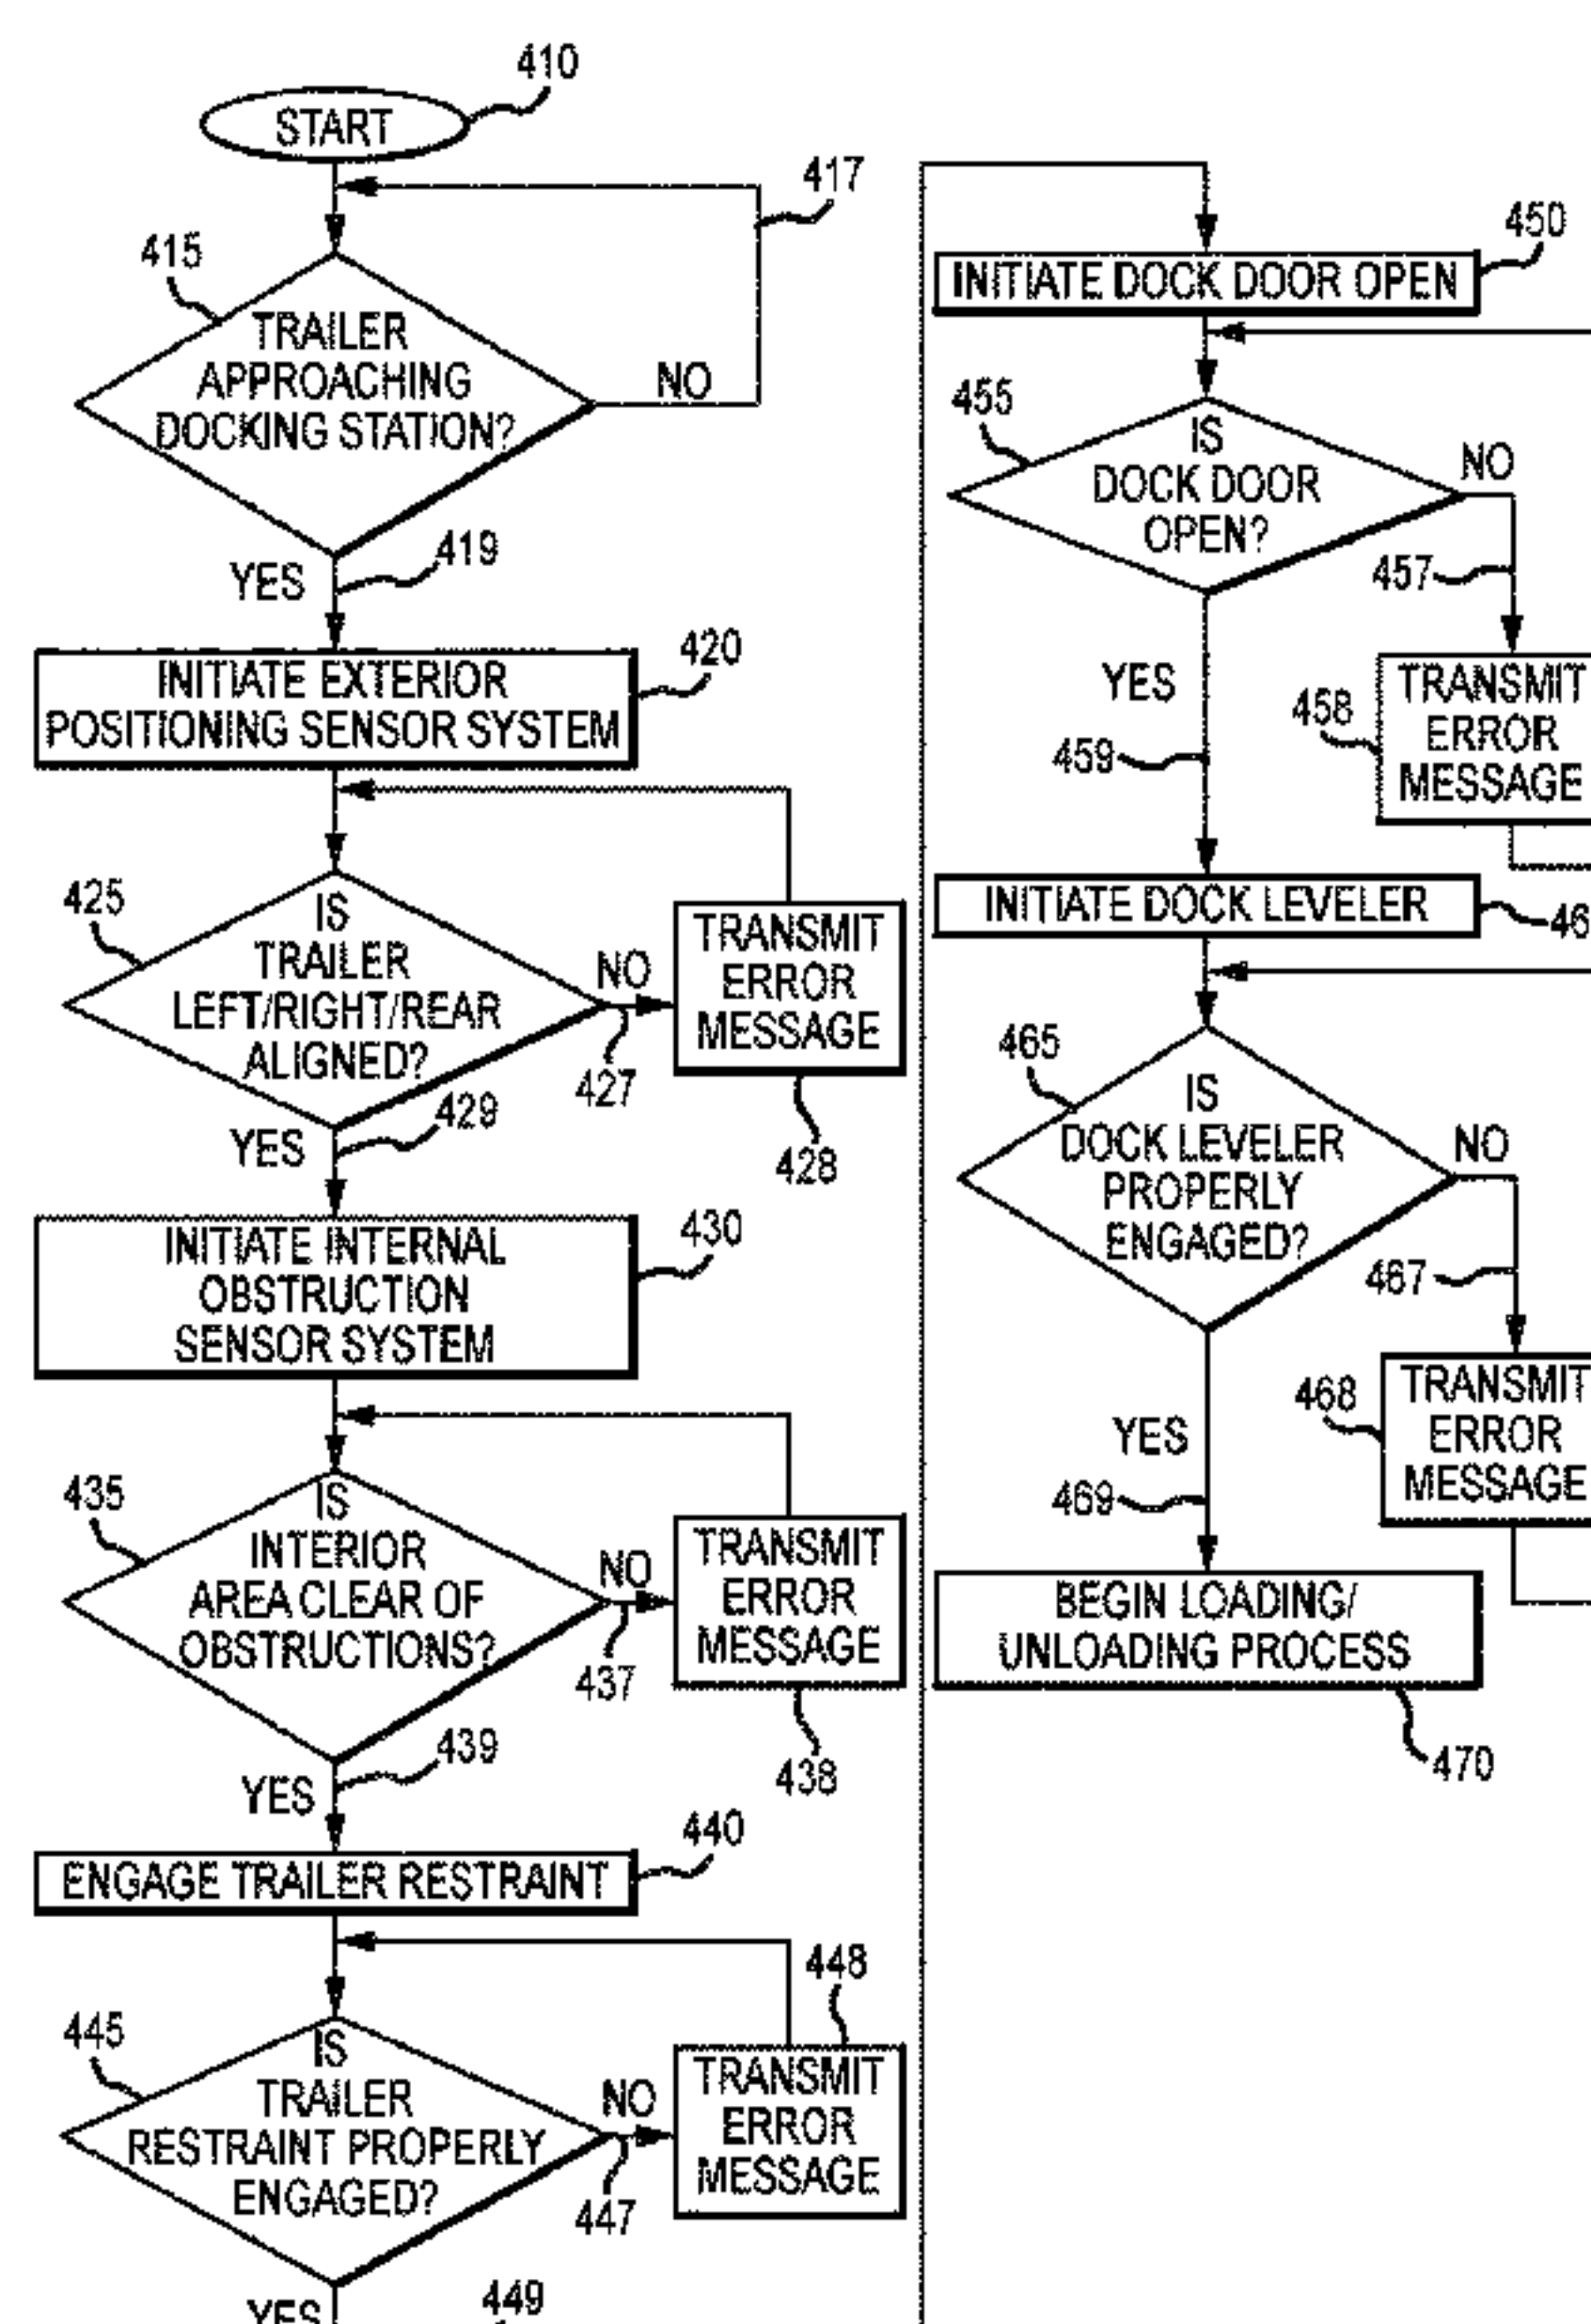 410
START
417
415
TRAILER
APPROACHING
DOCKING STATION?
NO
YES
419
420
INITIATE EXTERIOR
POSITIONING SENSOR SYSTEM
425
IS
TRAILER
LEFT/RIGHT/REAR
ALIGNED?
NO
427
TRANSMIT
ERROR
MESSAGE
428
YES
429
430
INITIATE INTERNAL
OBSTRUCTION
SENSOR SYSTEM
435
IS
INTERIOR
AREA CLEAR OF
OBSTRUCTIONS?
NO
437
TRANSMIT
ERROR
MESSAGE
438
YES
439
440
ENGAGE TRAILER RESTRAINT
445
IS
TRAILER
RESTRAINT PROPERLY
ENGAGED?
NO
447
448
TRANSMIT
ERROR
MESSAGE
YES
449
450
INITIATE DOCK DOOR OPEN
455
IS
DOCK DOOR
OPEN?
NO
457
458
TRANSMIT
ERROR
MESSAGE
YES
459
INITIATE DOCK LEVELER
465
IS
DOCK LEVELER
PROPERLY
ENGAGED?
NO
467
468
TRANSMIT
ERROR
MESSAGE
YES
469
BEGIN LOADING/
UNLOADING PROCESS
470